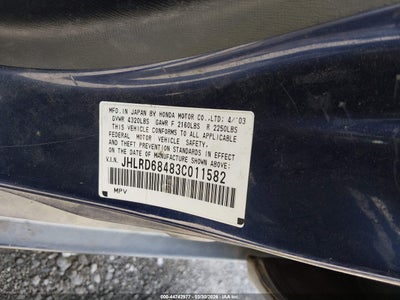 MFD. IN JAPAN BY HONDA MOTOR CO.,LTD: 4/'03
GVWR 4320LBS GAWR F 2160LBS R 2250LBS
THIS VEHICLE CONFORMS TO ALL APPLICABLE
FEDERAL MOTOR VEHICLE SAFETY.
AND THEFT PREVENTION STANDARDS IN EFFECT
ON THE DATE OF MANUFACTURE SHOWN ABOVE.
V.I.N. JHLRD68483C011582
MPV